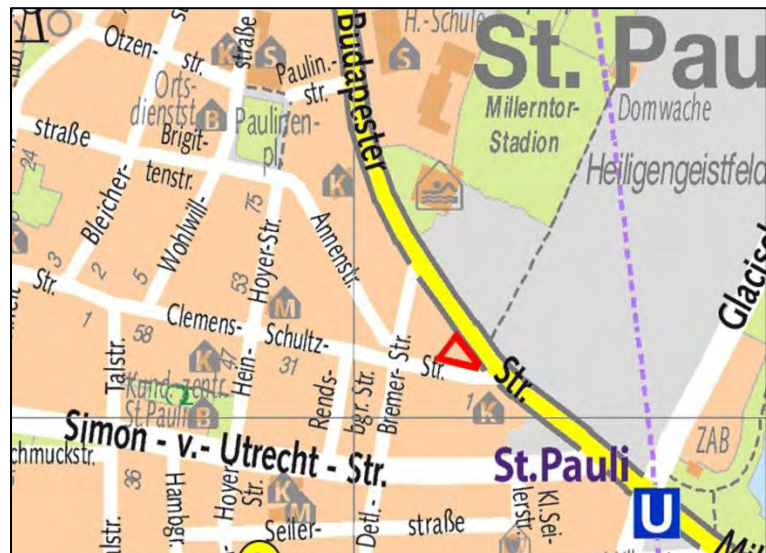 Otzen-
str.
straße
K
S
Paulin.-
str.
Budapester
H.-Schule
S
St. Pau
Millerntor-
Stadion
Domwache
Heiligengeistfeld
Orts-
dienstst.
B
Paulinen-
pl.
Brigit-
tenstr.
straße
24
Bleicher-
Wohlwill-
75
K
Annenstr.
Hoyer-Str.
53
3
2
5
K
Str.
1
58
Clemens-
Schultz-
Str.
M
31
47
K
Talstr.
Kund.-zentr.
St.Pauli
B
Hein-
Rends-
bgr. Str.
Bremer- Str.
Detl.-
1
K
Str.
Glacisch
ZAB
Simon - v.- Utrecht - Str.
St.Pauli
U
chmuckstr.
36
Hambgr.
Hoyer
Str.
K
M
Seiler-
straße
Kl. Sei-
lerstr.